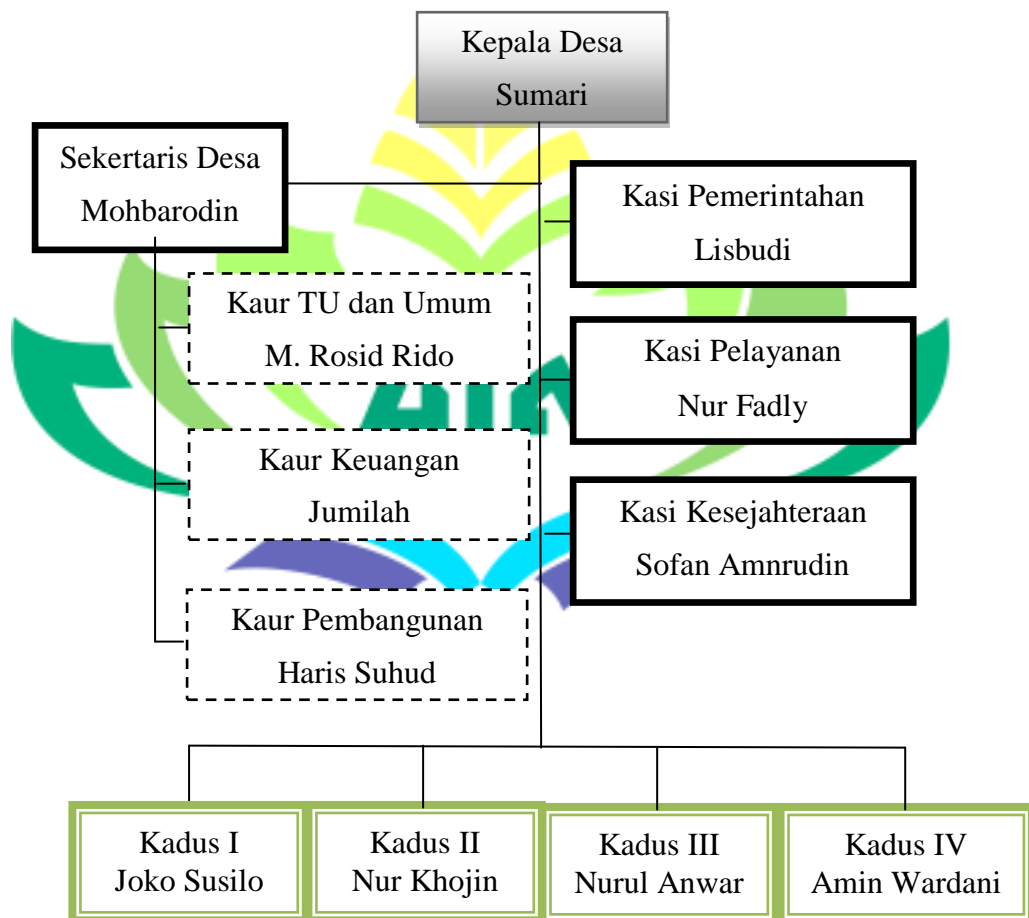 Kepala Desa
Sumari
Sekertaris Desa
Mohbarodin
Kasi Pemerintahan
Lisbudi
Kaur TU dan Umum
M. Rosid Rido
Kasi Pelayanan
Nur Fadly
Kaur Keuangan
Jumilah
Kasi Kesejahteraan
Sofan Amnrudin
Kaur Pembangunan
Haris Suhud
Kadus I
Joko Susilo
Kadus II
Nur Khojin
Kadus III
Nurul Anwar
Kadus IV
Amin Wardani